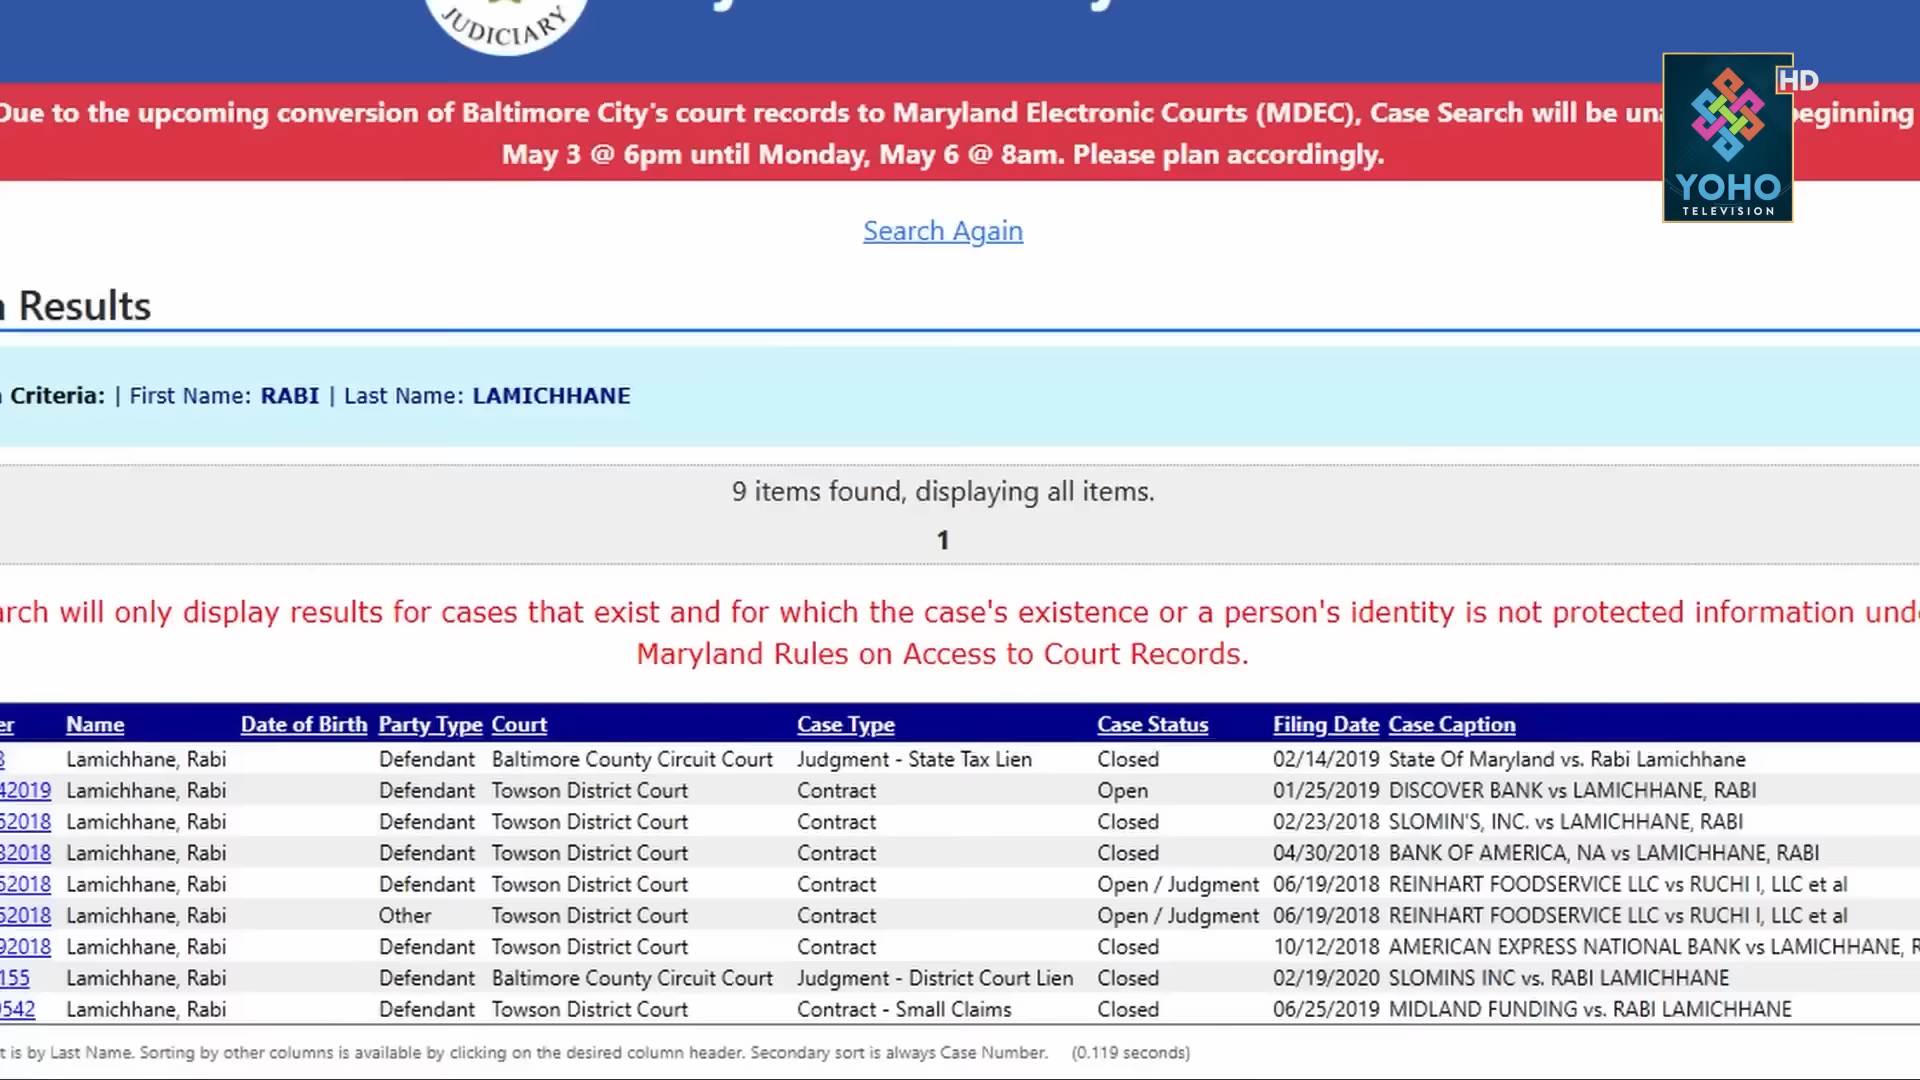 JUDICIARY
HD
Due to the upcoming conversion of Baltimore City's court records to Maryland Electronic Courts (MDEC), Case Search will be eginning
May 3 @ 6pm until Monday, May 6 @ 8am. Please plan accordingly.
YOHO
TELEVISION
Search Again
Results
Criteria: | First Name: RABI | Last Name: LAMICHHANE
9 items found, displaying all items.
1
arch will only display results for cases that exist and for which the case's existence or a person's identity is not protected information und
Maryland Rules on Access to Court Records.
er Name Date of Birth Party Type Court Case Type Case Status Filing Date Case Caption
Lamichhane, Rabi Defendant Baltimore County Circuit Court Judgment - State Tax Lien Closed 02/14/2019 State Of Maryland vs. Rabi Lamichhane
42019 Lamichhane, Rabi Defendant Towson District Court Contract Open 01/25/2019 DISCOVER BANK vs LAMICHHANE, RABI
52018 Lamichhane, Rabi Defendant Towson District Court Contract Closed 02/23/2018 SLOMIN'S, INC. vs LAMICHHANE, RABI
82018 Lamichhane, Rabi Defendant Towson District Court Contract Closed 04/30/2018 BANK OF AMERICA, NA vs LAMICHHANE, RABI
52018 Lamichhane, Rabi Defendant Towson District Court Contract Open / Judgment 06/19/2018 REINHART FOODSERVICE LLC vs RUCHI I, LLC et al
52018 Lamichhane, Rabi Other Towson District Court Contract Open / Judgment 06/19/2018 REINHART FOODSERVICE LLC vs RUCHI I, LLC et al
92018 Lamichhane, Rabi Defendant Towson District Court Contract Closed 10/12/2018 AMERICAN EXPRESS NATIONAL BANK vs LAMICHHANE, R
155 Lamichhane, Rabi Defendant Baltimore County Circuit Court Judgment - District Court Lien Closed 02/19/2020 SLOMINS INC vs. RABI LAMICHHANE
542 Lamichhane, Rabi Defendant Towson District Court Contract - Small Claims Closed 06/25/2019 MIDLAND FUNDING vs. RABI LAMICHHANE
t is by Last Name. Sorting by other columns is available by clicking on the desired column header. Secondary sort is always Case Number. (0.119 seconds)